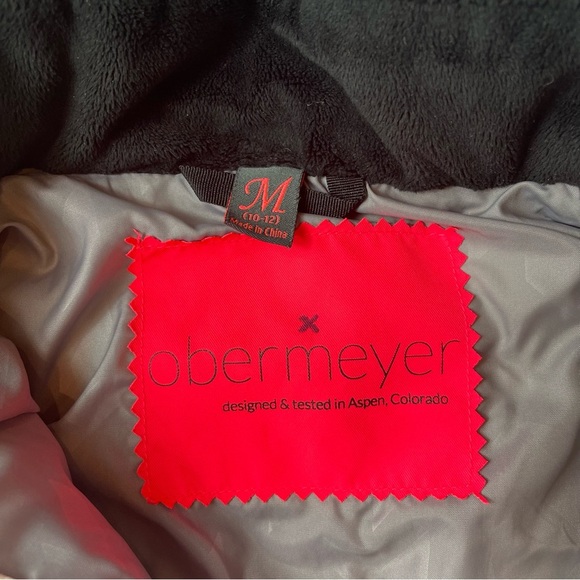 M
(10-12)
Made in China
obermeyer
designed & tested in Aspen, Colorado